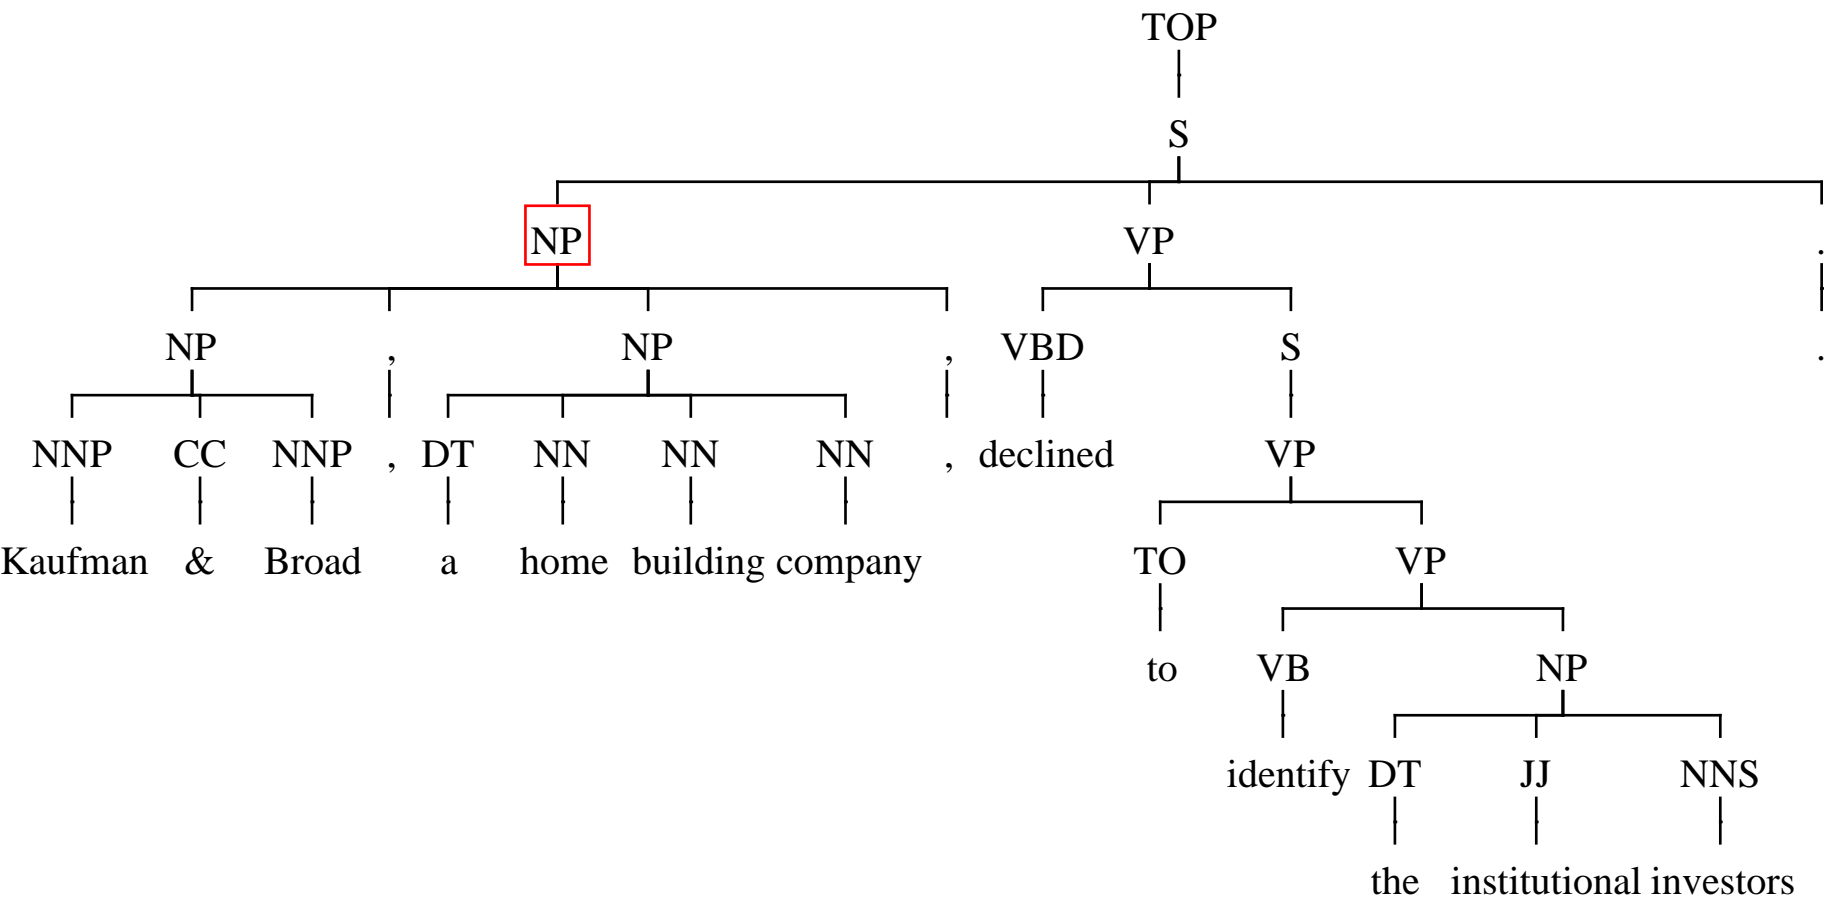 TOP
S
NP VP .
NP , NP , VBD S .
NNP CC NNP , DT NN NN NN , declined VP
Kaufman & Broad a home building company TO VP
to VB NP
identify DT JJ NNS
the institutional investors